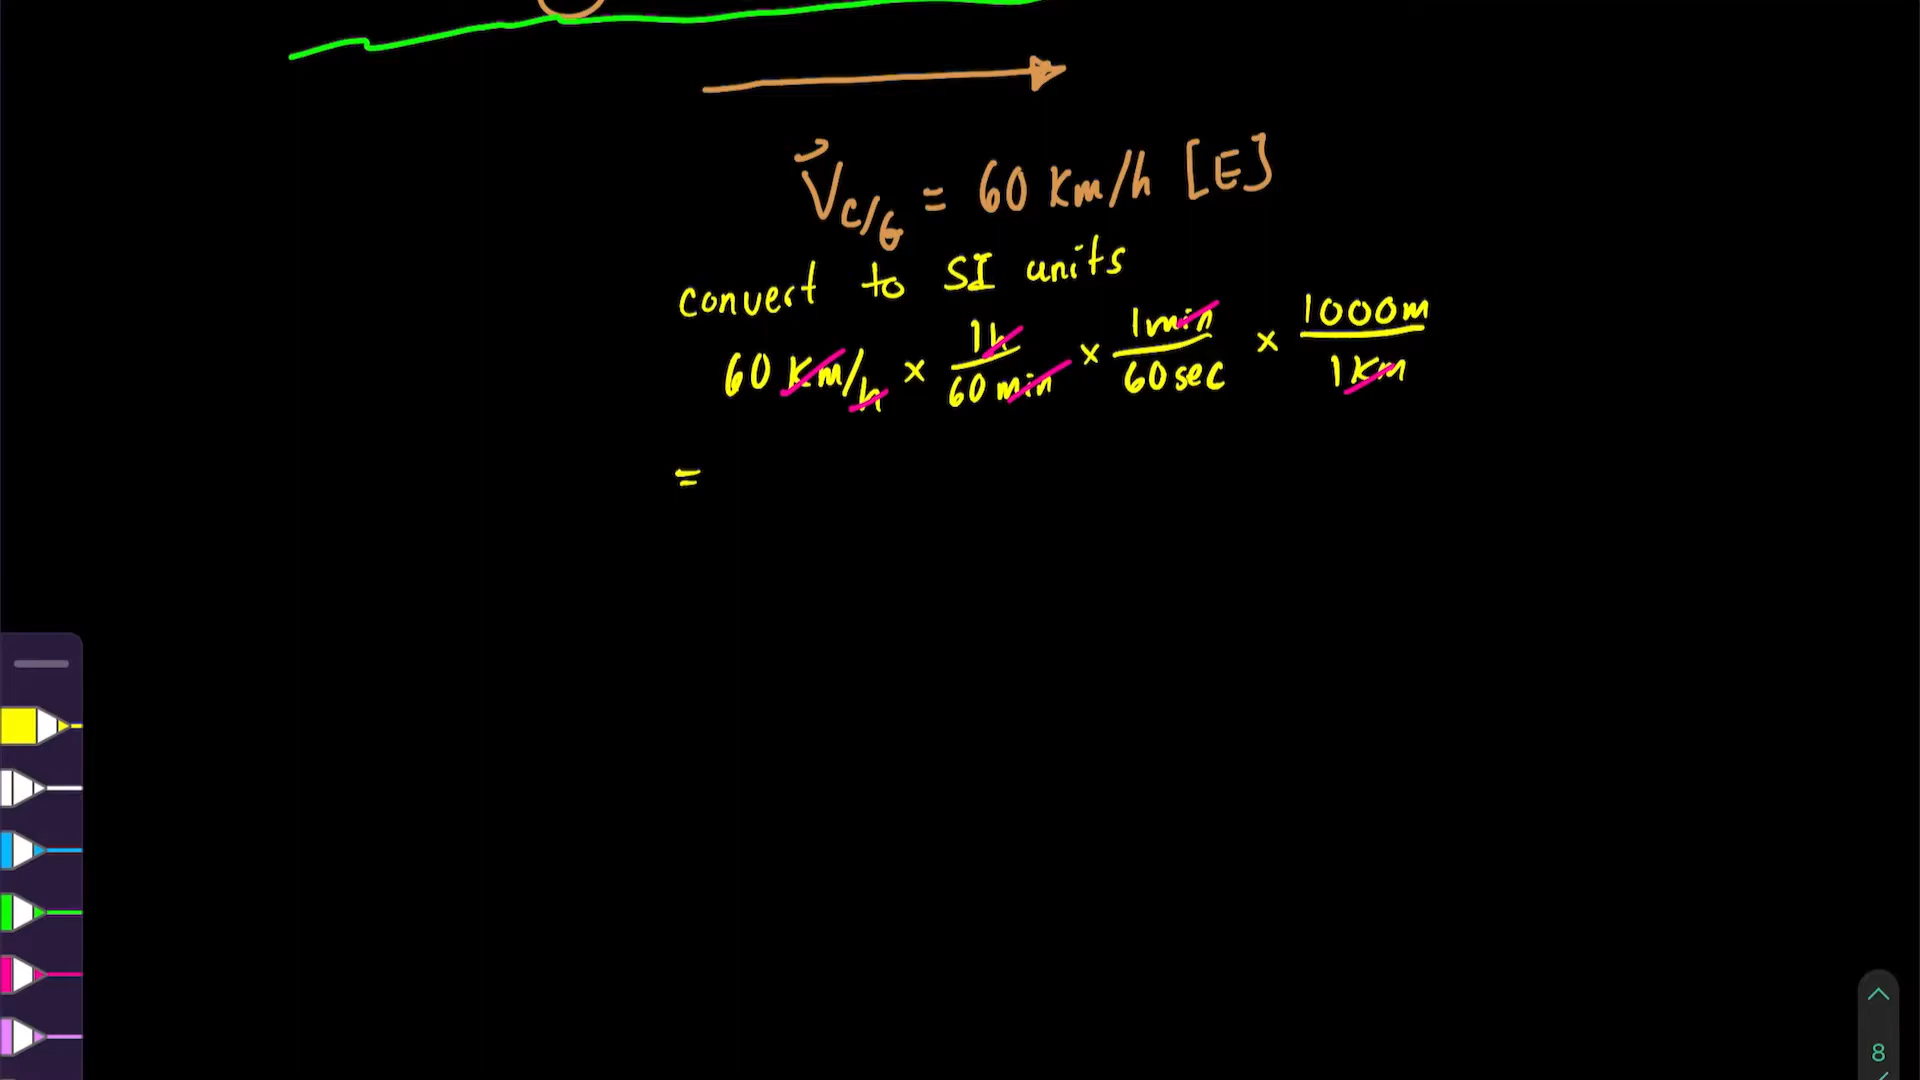 V⃗C/G = 60 Km/h [E]
convert to SI units
60 Km/h × 1h/60 min × 1min/60sec × 1000m/1Km
=
8